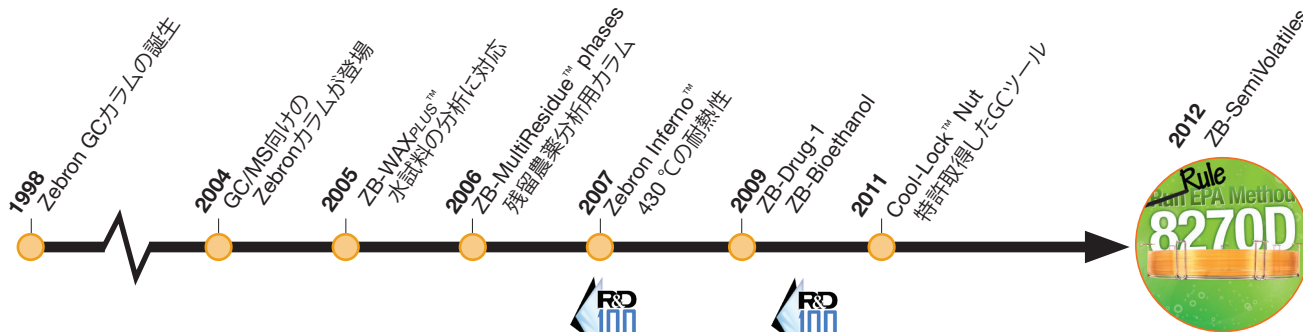 1998
Zebron GCカラムの誕生
2004
GC/MS向けの
Zebronカラムが登場
2005
ZB-WAXPLUS™
水試料の分析に対応
2006
ZB-MultiResidue™ phases
残留農薬分析用カラム
2007
Zebron Inferno™
430 ℃の耐熱性
R&D
100
2009
ZB-Drug-1
ZB-Bioethanol
R&D
100
2011
Cool-Lock™ Nut
特許取得したGCツール
2012
ZB-SemiVolatiles
Rule
Run EPA Method
8270D